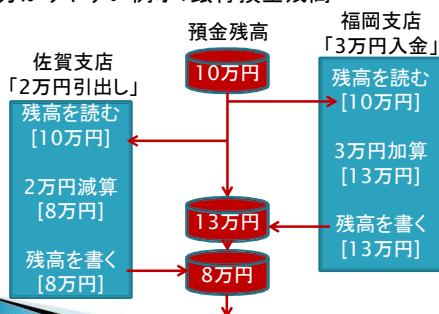 預金残高
佐賀支店
「2万円引出し」
残高を読む
[10万円]
2万円減算
[8万円]
残高を書く
[8万円]
10万円
13万円
8万円
福岡支店
「3万円入金」
残高を読む
[10万円]
3万円加算
[13万円]
残高を書く
[13万円]